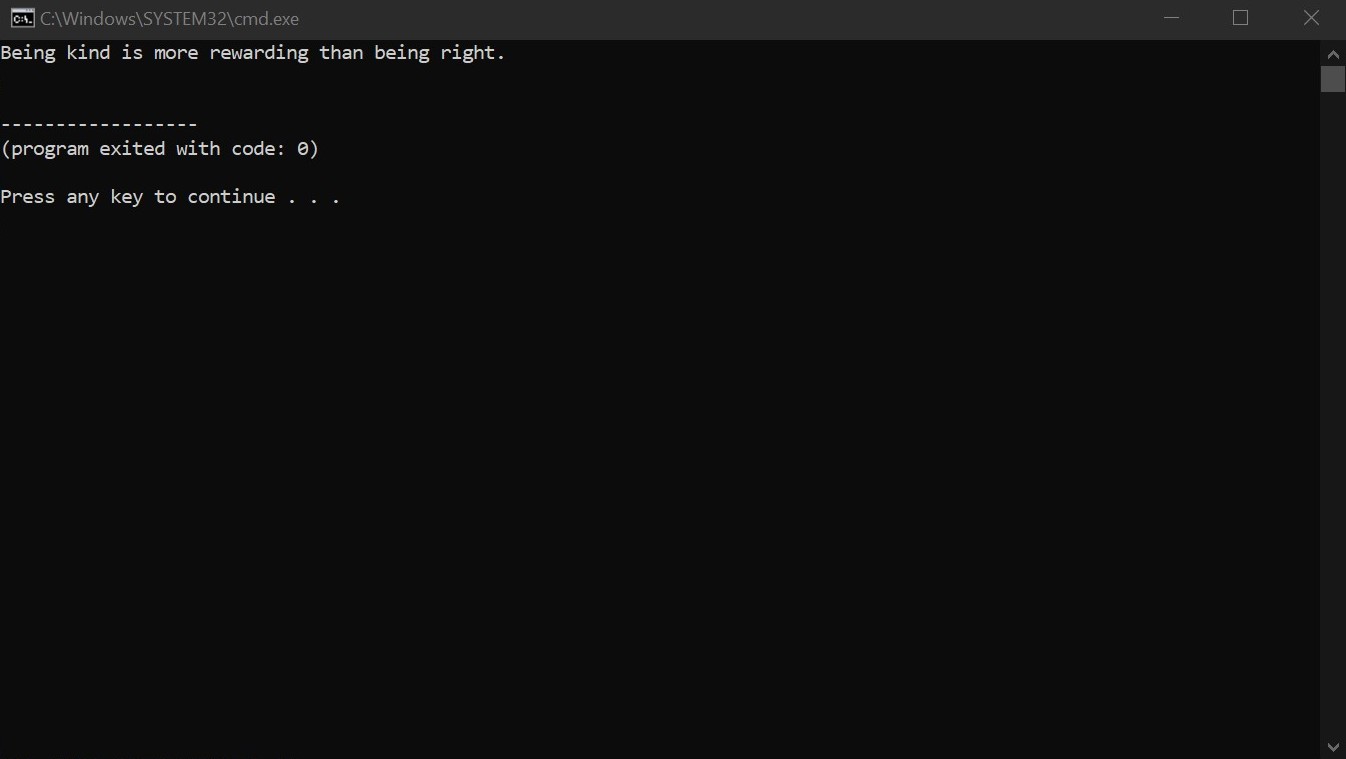 C:\Windows\SYSTEM32\cmd.exe
Being kind is more rewarding than being right.
------------------
(program exited with code: 0)
Press any key to continue . . .